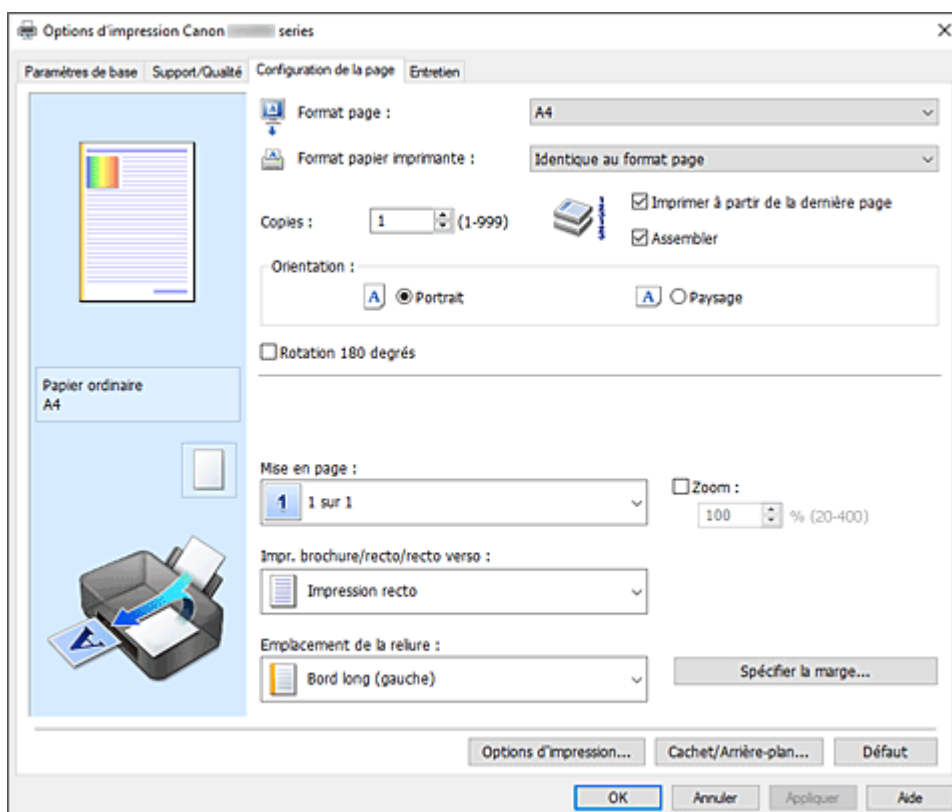 Options d'impression Canon series
Paramètres de base Support/Qualité Configuration de la page Entretien
Format page : A4
Format papier imprimante : Identique au format page
Copies : 1 (1-999)
Imprimer à partir de la dernière page
Assembler
Orientation :
A Portrait A Paysage
Rotation 180 degrés
Papier ordinaire
A4
Mise en page :
1 1 sur 1
Zoom :
100 % (20-400)
Impr. brochure/recto/recto verso :
Impression recto
Emplacement de la reliure :
Bord long (gauche)
Spécifier la marge...
A
Options d'impression... Cachet/Arrière-plan... Défaut
OK Annuler Appliquer Aide